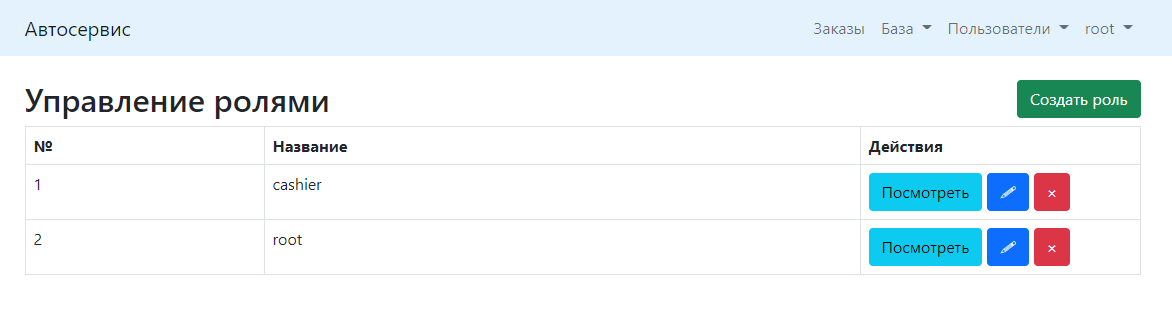 Автосервис
Заказы База Пользователи root
Управление ролями
Создать роль
№ Название Действия
1 cashier Посмотреть ×
2 root Посмотреть ×